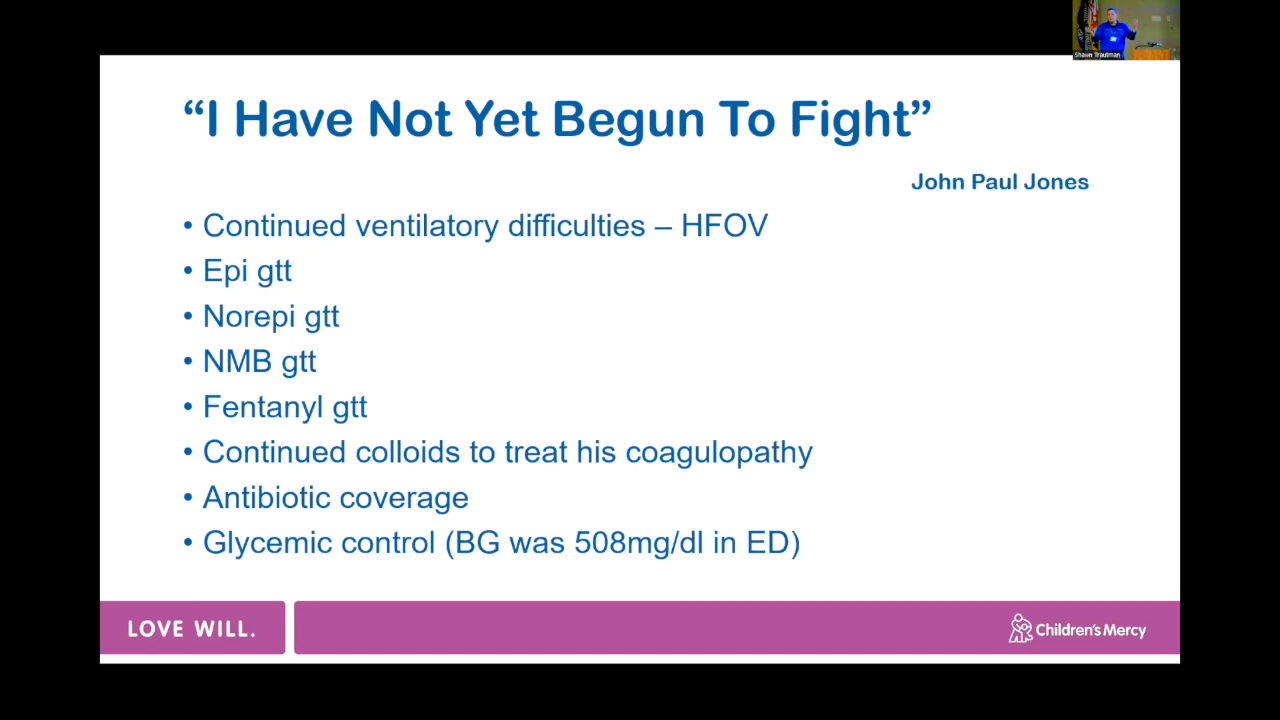 Shawn Trautman
“I Have Not Yet Begun To Fight”
John Paul Jones
• Continued ventilatory difficulties – HFOV
• Epi gtt
• Norepi gtt
• NMB gtt
• Fentanyl gtt
• Continued colloids to treat his coagulopathy
• Antibiotic coverage
• Glycemic control (BG was 508mg/dl in ED)
LOVE WILL.
Children's Mercy